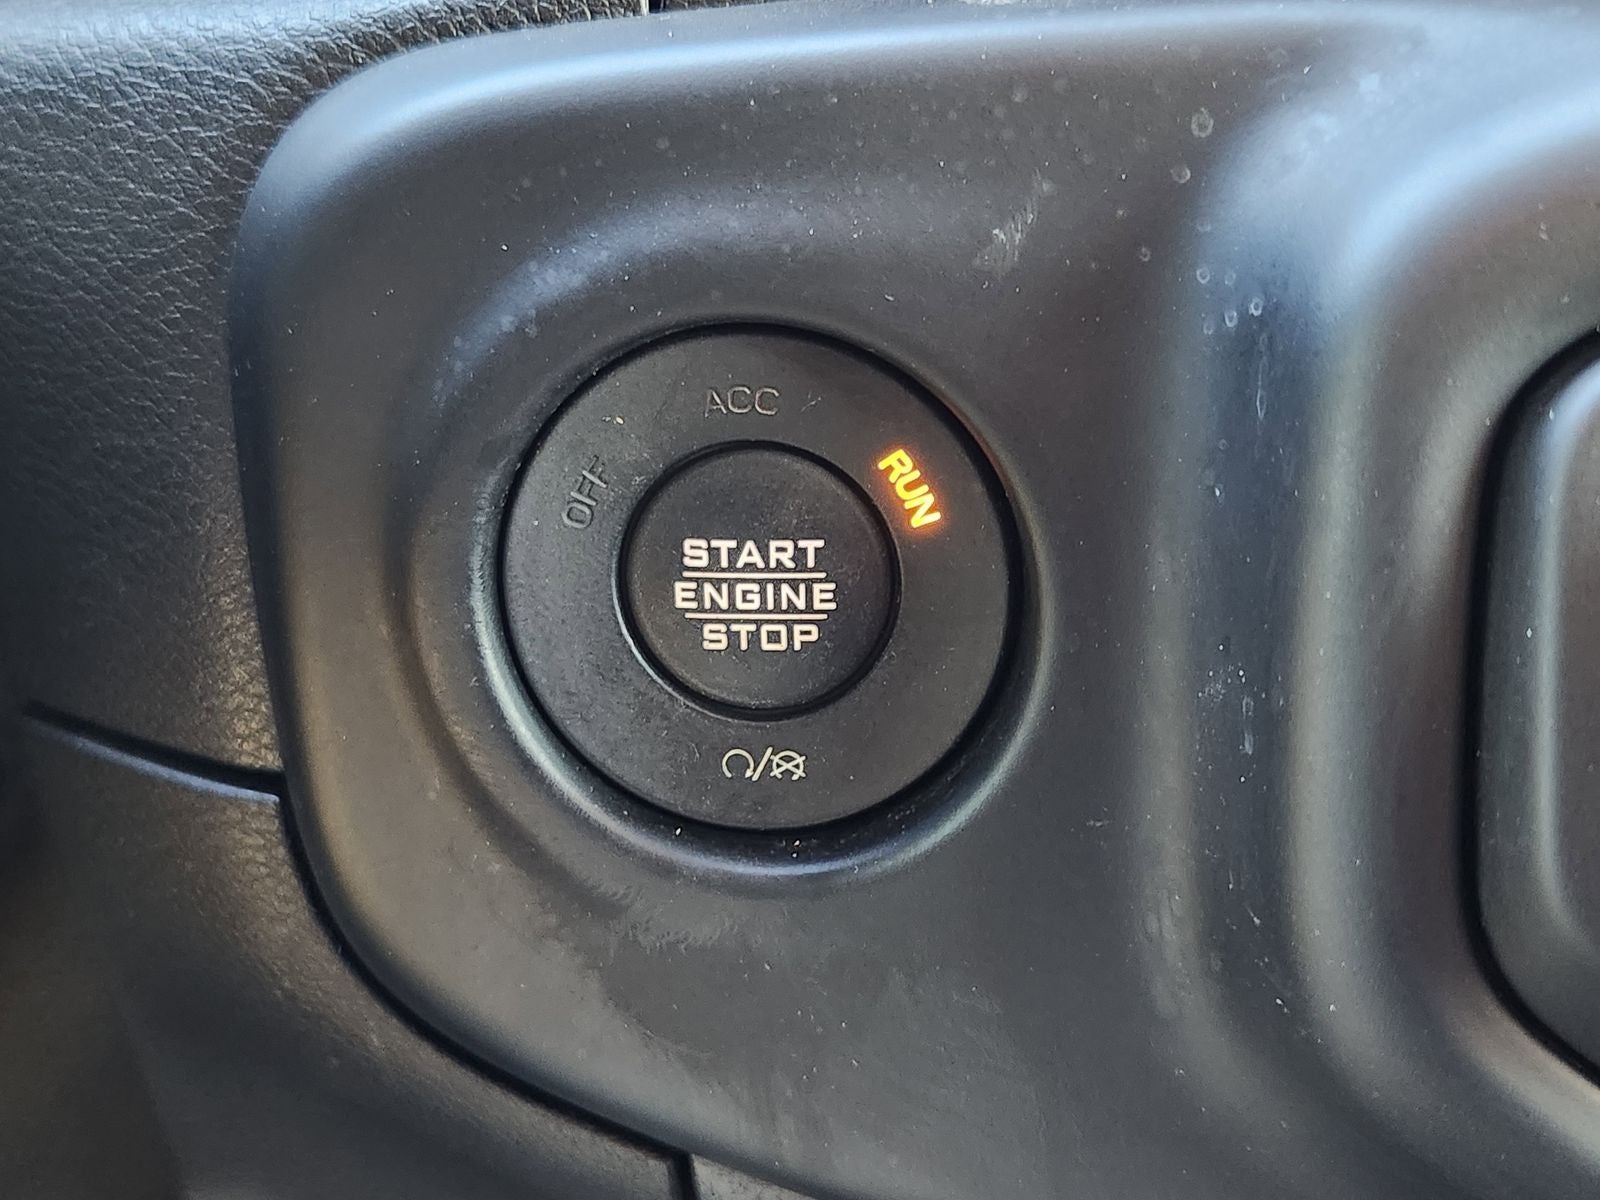 ACC
OFF
RUN
START
ENGINE
STOP